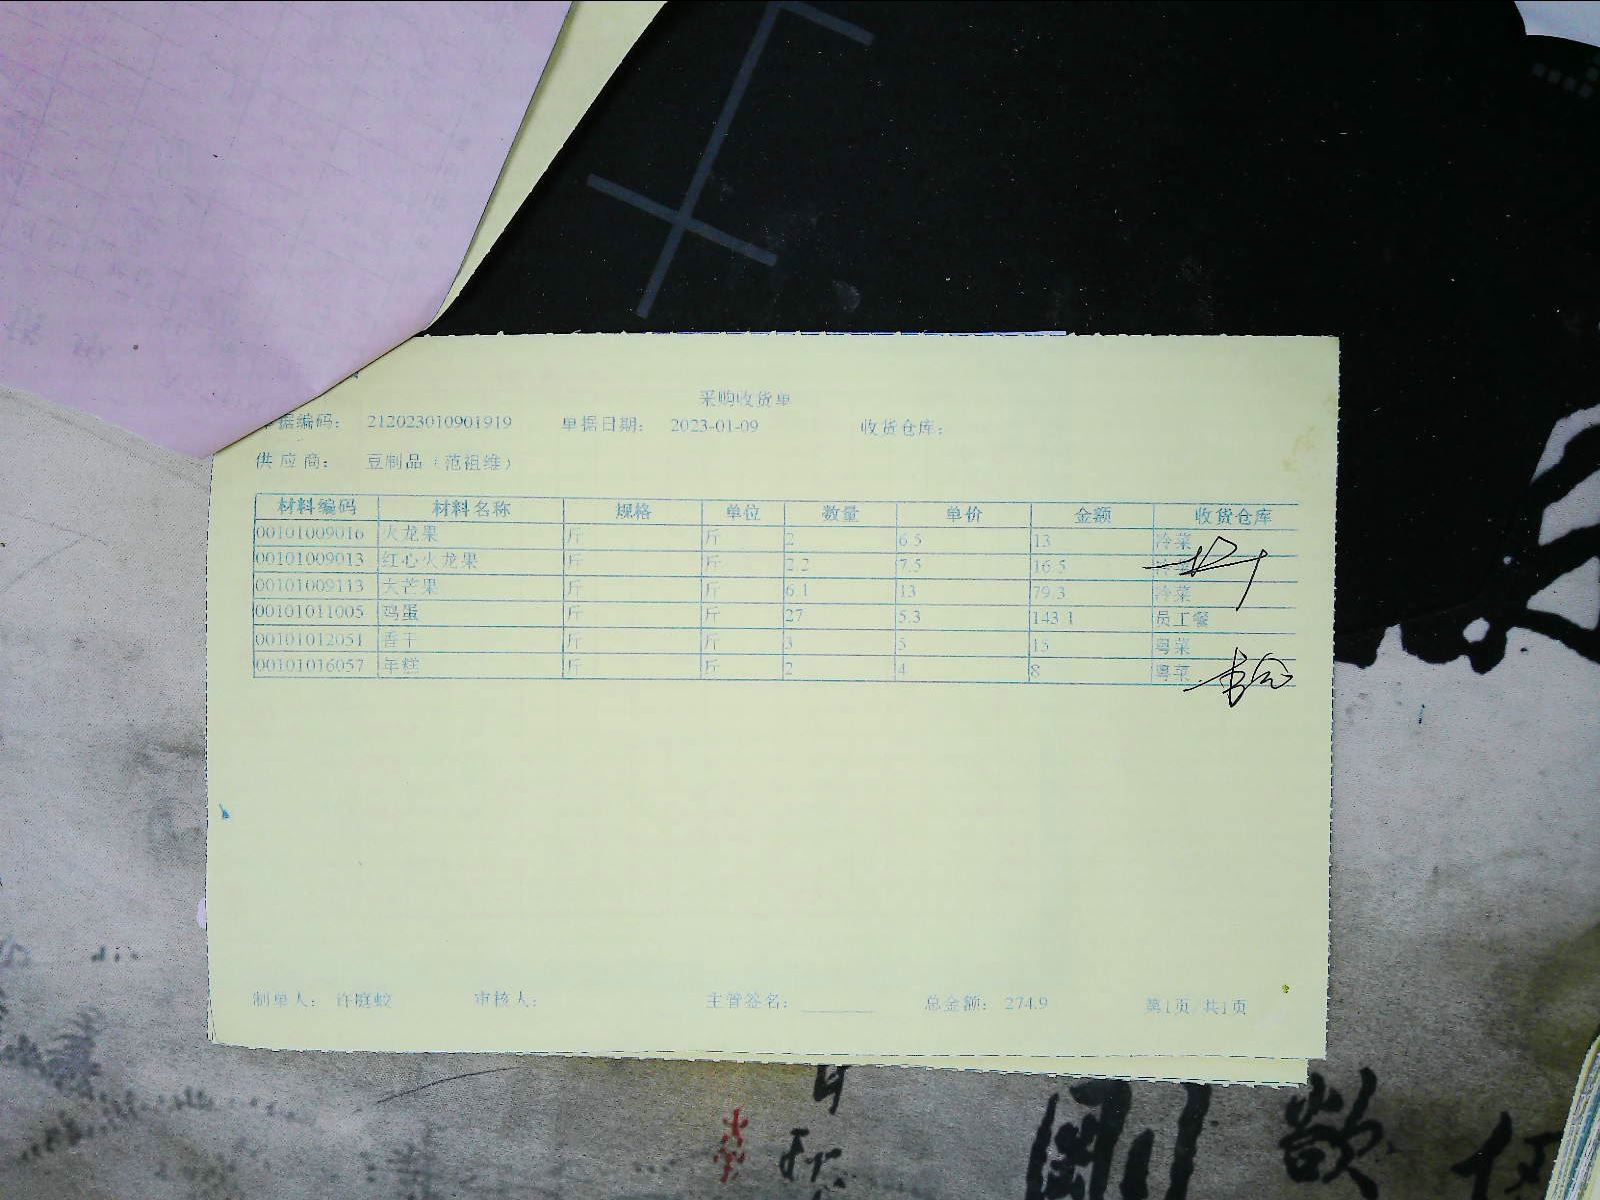 采购收货单
据编码： 212023010901919 单据日期： 2023-01-09 收货仓库：
供应商： 豆制品（范祖维）
材料编码 材料名称 规格 单位 数量 单价 金额 收货仓库
00101009016 火龙果 斤 斤 2 6.5 13 冷菜
00101009013 红心火龙果 斤 斤 2.2 7.5 16.5 冷菜
00101009113 大芒果 斤 斤 6.1 13 79.3 冷菜
00101011005 鸡蛋 斤 斤 27 5.3 143.1 员工餐
00101012051 香干 斤 斤 3 5 15 粤菜
00101016057 年糕 斤 斤 2 4 8 粤菜
制单人： 许庭蛟 审核人： 主管签名： 总金额： 274.9 第1页/共1页